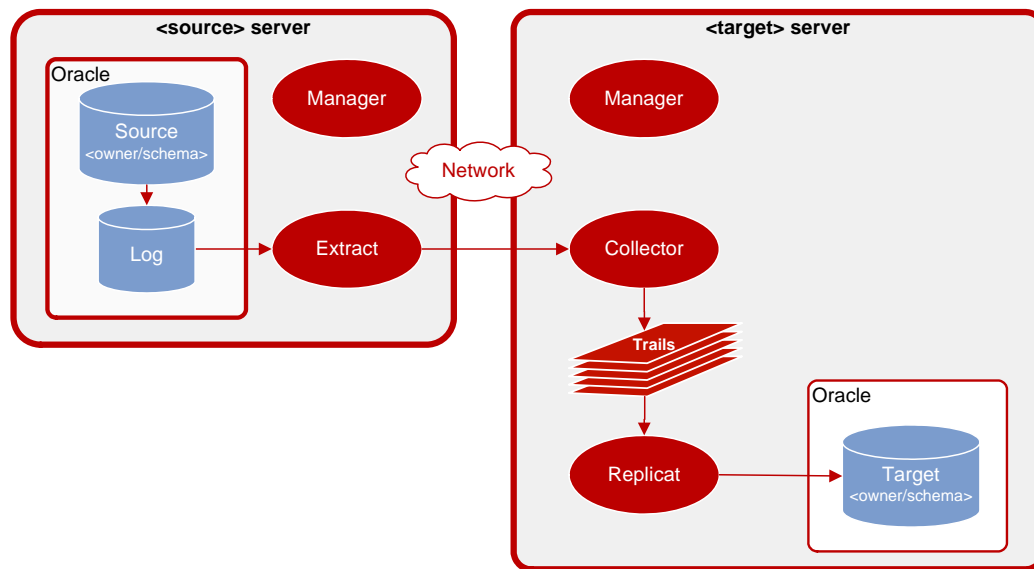 <source> server
Oracle
Source
<owner/schema>
Log
Manager
Extract
Network
<target> server
Manager
Collector
Trails
Replicat
Oracle
Target
<owner/schema>